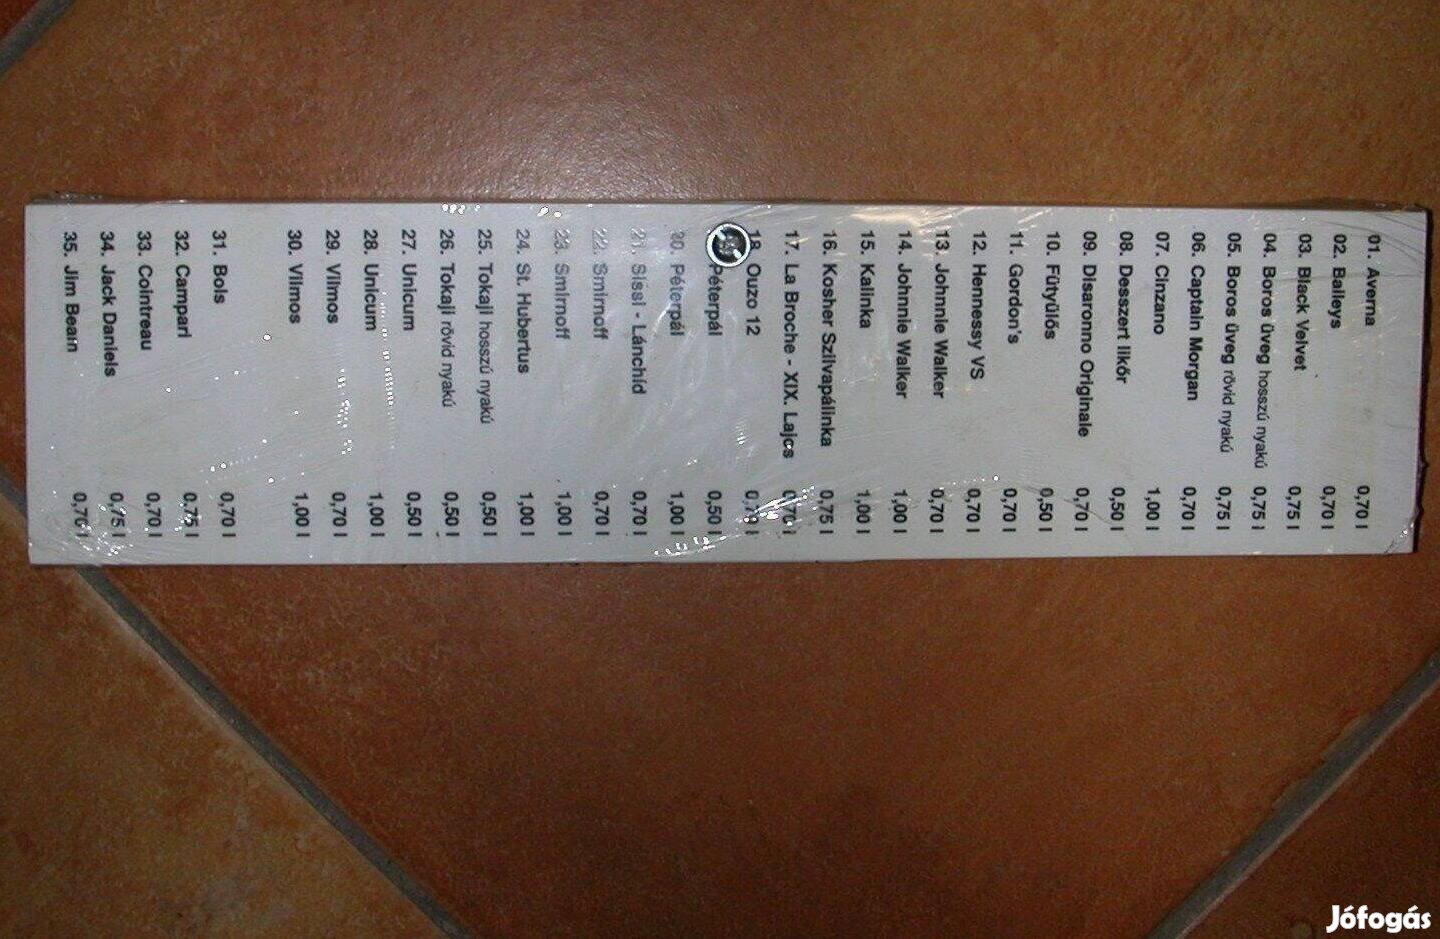 01. Averna 0,70 l
02. Baileys 0,70 l
03. Black Velvet 0,75 l
04. Boros üveg hosszú nyakú 0,75 l
05. Boros üveg rövid nyakú 0,75 l
06. Captain Morgan 0,70 l
07. Cinzano 1,00 l
08. Desszert likőr 0,50 l
09. Disaronno Originale 0,70 l
10. Fütyülős 0,50 l
11. Gordon's 0,70 l
12. Hennessy VS 0,70 l
13. Johnnie Walker 0,70 l
14. Johnnie Walker 1,00 l
15. Kalinka 1,00 l
16. Kosher Szilvapálinka 0,75 l
17. La Broche - XIX. Lajos 0,70 l
18. Ouzo 12 0,70 l
Péterpál 0,50 l
20. Péterpál 1,00 l
21. Sissi - Lánchíd 0,70 l
22. Smirnoff 0,70 l
23. Smirnoff 1,00 l
24. St. Hubertus 1,00 l
25. Tokaji hosszú nyakú 0,50 l
26. Tokaji rövid nyakú 0,50 l
27. Unicum 0,50 l
28. Unicum 1,00 l
29. Vilmos 0,70 l
30. Vilmos 1,00 l
31. Bols 0,70 l
32. Campari 0,75 l
33. Cointreau 0,70 l
34. Jack Daniels 0,75 l
35. Jim Beam 0,70 l
Jófogás